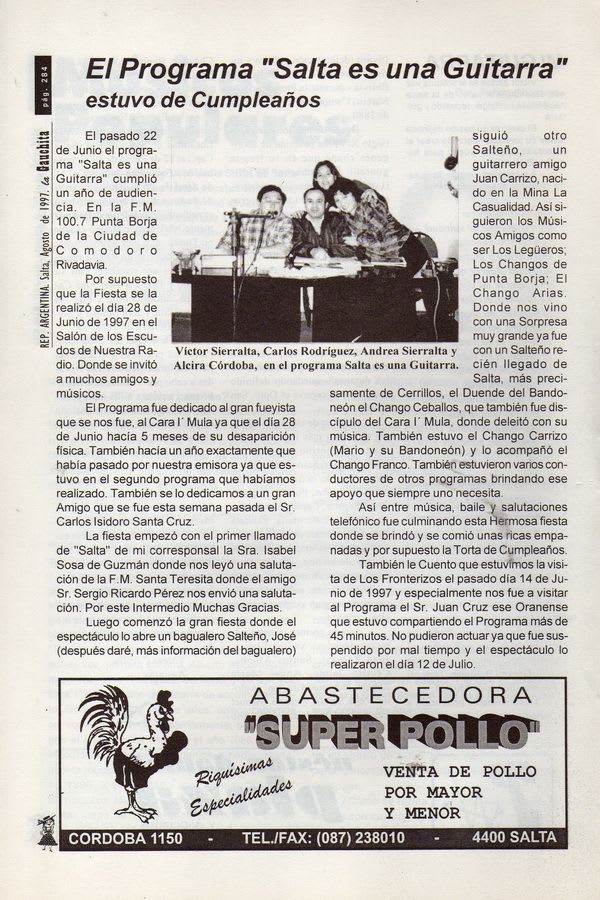 El Programa "Salta es una Guitarra"
estuvo de Cumpleaños
pág. 284
REP. ARGENTINA. Salta, Agosto de 1997. La Gauchita
El pasado 22
de Junio el progra-
ma "Salta es una
Guitarra" cumplió
un año de audien-
cia. En la F.M.
100.7 Punta Borja
de la Ciudad de
Comodoro
Rivadavia.
Por supuesto
que la Fiesta se la
realizó el día 28 de
Junio de 1997 en el
Salón de los Escu-
dos de Nuestra Ra-
dio. Donde se invitó
a muchos amigos y
músicos.
El Programa fue dedicado al gran fueyista
que se nos fue, al Cara I´ Mula ya que el día 28
de Junio hacía 5 meses de su desaparición
física. También hacía un año exactamente que
había pasado por nuestra emisora ya que es-
tuvo en el segundo programa que habíamos
realizado. También se lo dedicamos a un gran
Amigo que se fue esta semana pasada el Sr.
Carlos Isidoro Santa Cruz.
La fiesta empezó con el primer llamado
de "Salta" de mi corresponsal la Sra. Isabel
Sosa de Guzmán donde nos leyó una saluta-
ción de la F.M. Santa Teresita donde el amigo
Sr. Sergio Ricardo Pérez nos envió una saluta-
ción. Por este Intermedio Muchas Gracias.
Luego comenzó la gran fiesta donde el
espectáculo lo abre un bagualero Salteño, José
(después daré, más información del bagualero)
Víctor Sierralta, Carlos Rodríguez, Andrea Sierralta y
Alcira Córdoba, en el programa Salta es una Guitarra.
siguió otro
Salteño, un
guitarrero amigo
Juan Carrizo, naci-
do en la Mina La
Casualidad. Así si-
guieron los Músi-
cos Amigos como
ser Los Legüeros;
Los Changos de
Punta Borja; El
Chango Arias.
Donde nos vino
con una Sorpresa
muy grande ya fue
con un Salteño re-
cién llegado de
Salta, más preci-
samente de Cerrillos, el Duende del Bando-
neón el Chango Ceballos, que también fue dis-
cípulo del Cara I´ Mula, donde deleitó con su
música. También estuvo el Chango Carrizo
(Mario y su Bandoneón) y lo acompañó el
Chango Franco. También estuvieron varios con-
ductores de otros programas brindando ese
apoyo que siempre uno necesita.
Así entre música, baile y salutaciones
telefónico fue culminando esta Hermosa fiesta
donde se brindó y se comió unas ricas empa-
nadas y por supuesto la Torta de Cumpleaños.
También le Cuento que estuvimos la visi-
ta de Los Fronterizos el pasado día 14 de Ju-
nio de 1997 y especialmente nos fue a visitar
al Programa el Sr. Juan Cruz ese Oranense
que estuvo compartiendo el Programa más de
45 minutos. No pudieron actuar ya que fue sus-
pendido por mal tiempo y el espectáculo lo
realizaron el día 12 de Julio.
ABASTECEDORA
"SUPER POLLO"
Riquísimas
Especialidades
VENTA DE POLLO
POR MAYOR
Y MENOR
CORDOBA 1150 - TEL./FAX: (087) 238010 - 4400 SALTA